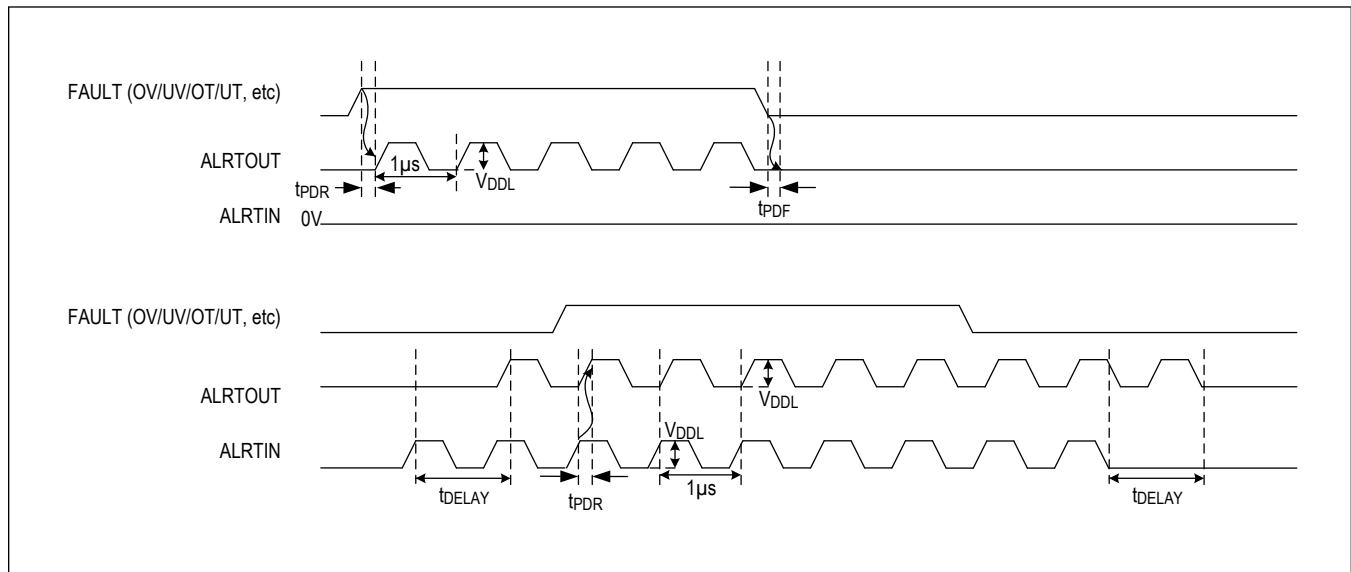 FAULT (OV/UV/OT/UT, etc)
ALRTOUT
1µs
VDDL
tPDR
tPDF
ALRTIN 0V
FAULT (OV/UV/OT/UT, etc)
ALRTOUT
VDDL
ALRTIN
VDDL
tDELAY
tPDR
1µs
tDELAY